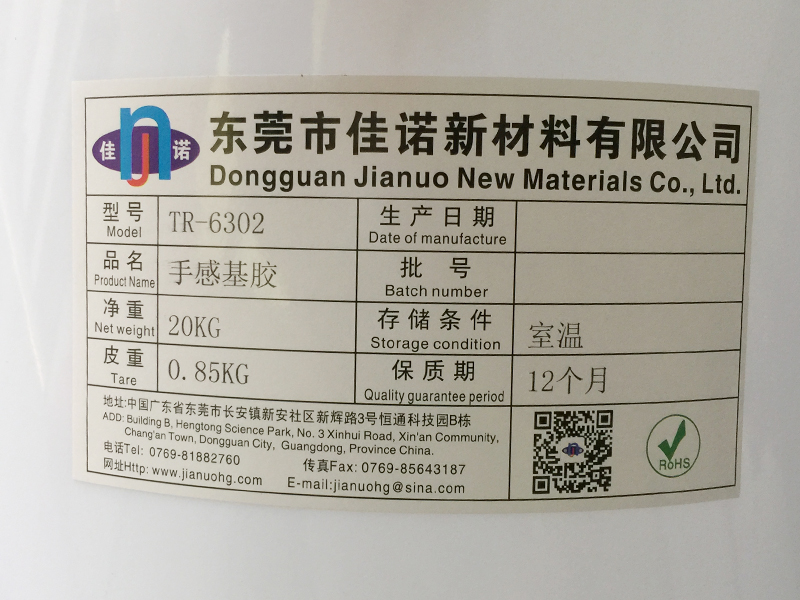 佳 诺 东莞市佳诺新材料有限公司
Dongguan Jianuo New Materials Co., Ltd.
型号 TR-6302 生产日期
Model Date of manufacture
品名 手感基胶 批号
Product Name Batch number
净重 20KG 存储条件 室温
Net weight Storage condition
皮重 0.85KG 保质期 12个月
Tare Quality guarantee period
地址:中国广东省东莞市长安镇新安社区新辉路3号恒通科技园B栋
ADD: Building B, Hengtong Science Park, No. 3 Xinhui Road, Xin'an Community,
Chang'an Town, Dongguan City, Guangdong, Province China.
电话Tel: 0769-81882760 传真Fax: 0769-85643187
网址Http: www.jianuohg.com E-mail:jianuohg@sina.com
RoHS